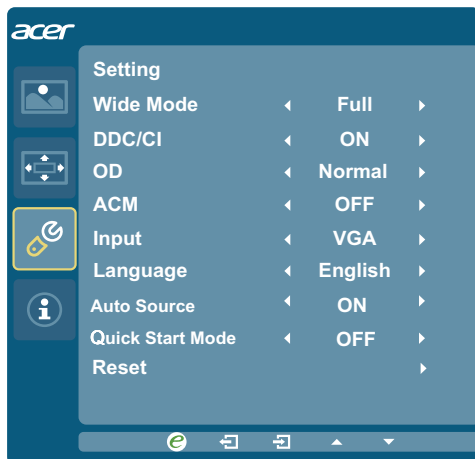 acer
Setting
Wide Mode Full
DDC/CI ON
OD Normal
ACM OFF
Input VGA
Language English
Auto Source ON
Quick Start Mode OFF
Reset